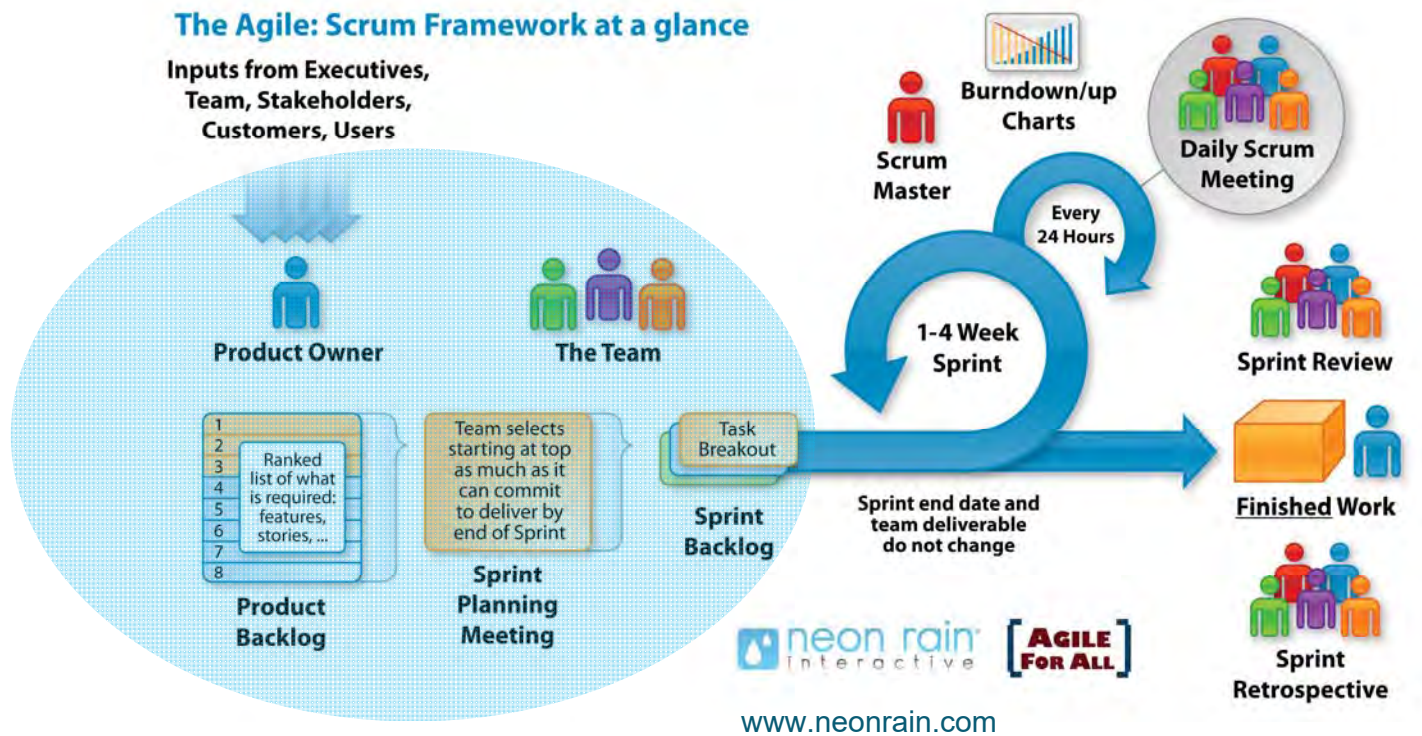 The Agile: Scrum Framework at a glance
Inputs from Executives,
Team, Stakeholders,
Customers, Users
Product Owner
The Team
1
2
3
4
5
6
7
8
Ranked
list of what
is required:
features,
stories, ...
Product
Backlog
Team selects
starting at top
as much as it
can commit
to deliver by
end of Sprint
Sprint
Planning
Meeting
Task
Breakout
Sprint
Backlog
Scrum
Master
Burndown/up
Charts
Daily Scrum
Meeting
Every
24 Hours
1-4 Week
Sprint
Sprint end date and
team deliverable
do not change
Sprint Review
Finished Work
Sprint
Retrospective
neon rain
interactive
AGILE
FOR ALL
www.neonrain.com